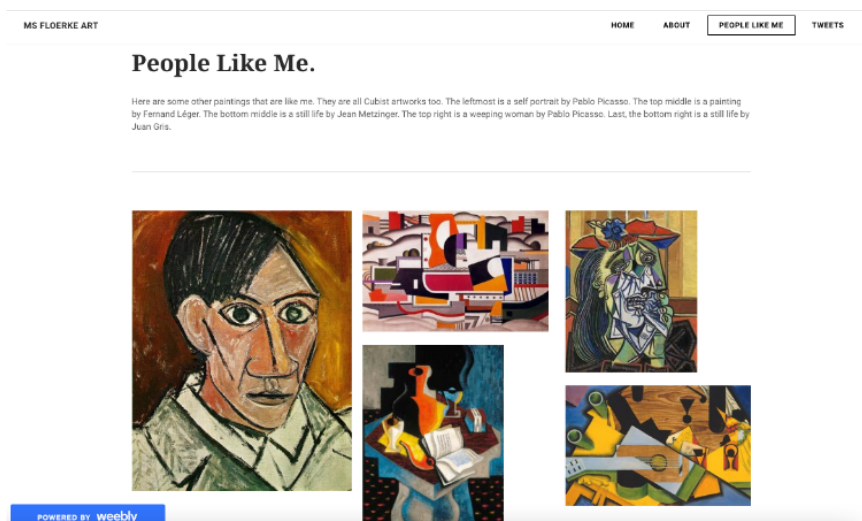 MS FLOERKE ART
HOME ABOUT PEOPLE LIKE ME TWEETS
People Like Me.
Here are some other paintings that are like me. They are all Cubist artworks too. The leftmost is a self portrait by Pablo Picasso. The top middle is a painting
by Fernand Léger. The bottom middle is a still life by Jean Metzinger. The top right is a weeping woman by Pablo Picasso. Last, the bottom right is a still life by
Juan Gris.
POWERED BY weebly